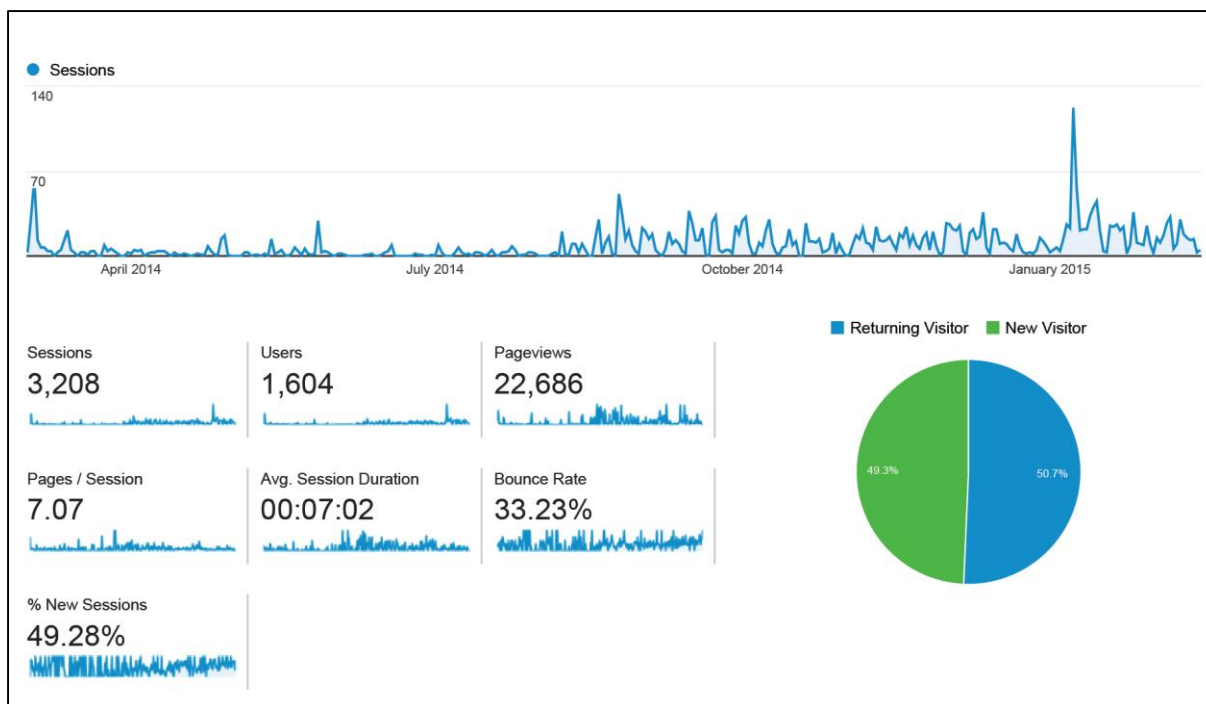 Sessions
140
70
April 2014 July 2014 October 2014 January 2015
Returning Visitor New Visitor
Sessions Users Pageviews
3,208 1,604 22,686
Pages / Session Avg. Session Duration Bounce Rate
7.07 00:07:02 33.23%
49.3% 50.7%
% New Sessions
49.28%